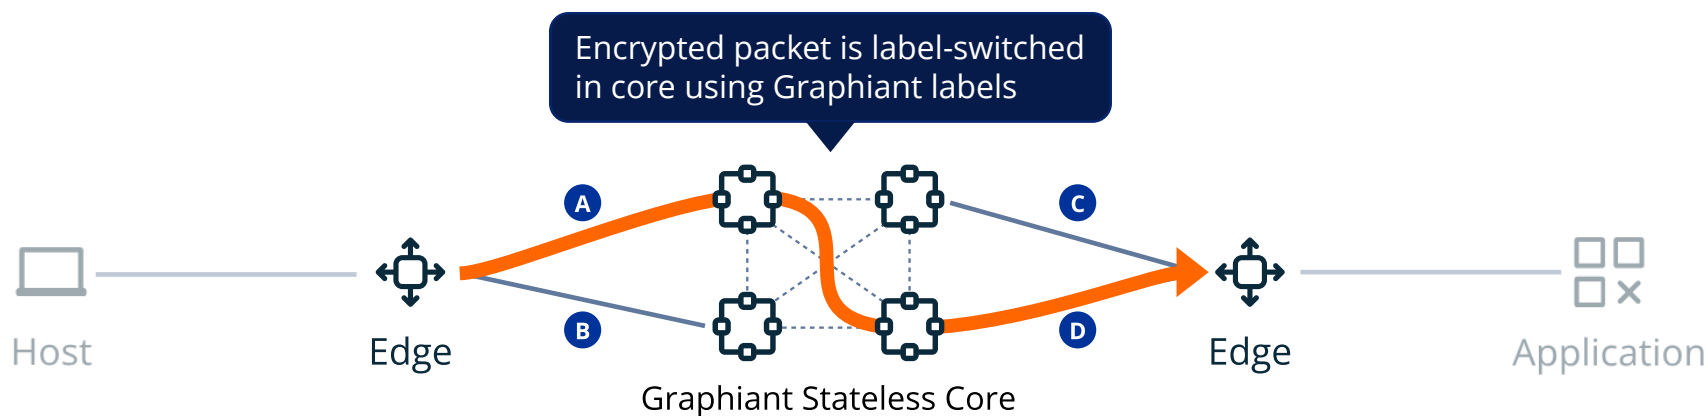 Encrypted packet is label-switched
in core using Graphiant labels
A
C
B
D
Host
Edge
Edge
Application
Graphiant Stateless Core